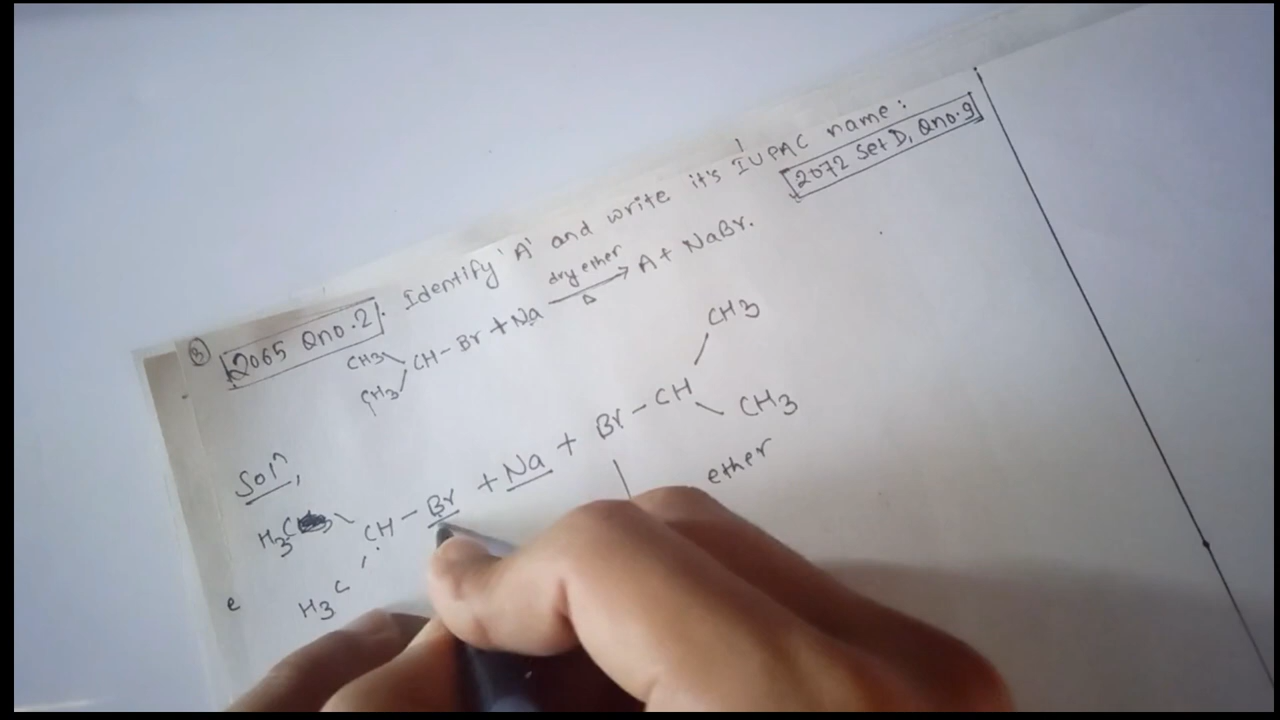 ③ 2065 Qno.2. Identify 'A' and write it's IUPAC name:
2072 Set D, Qno.9
CH3
CH3
CH - Br + Na dry ether Δ → A + NaBr.
Soln,
H3C
H3C
CH - Br + Na + Br - CH
CH3
CH3
ether
e